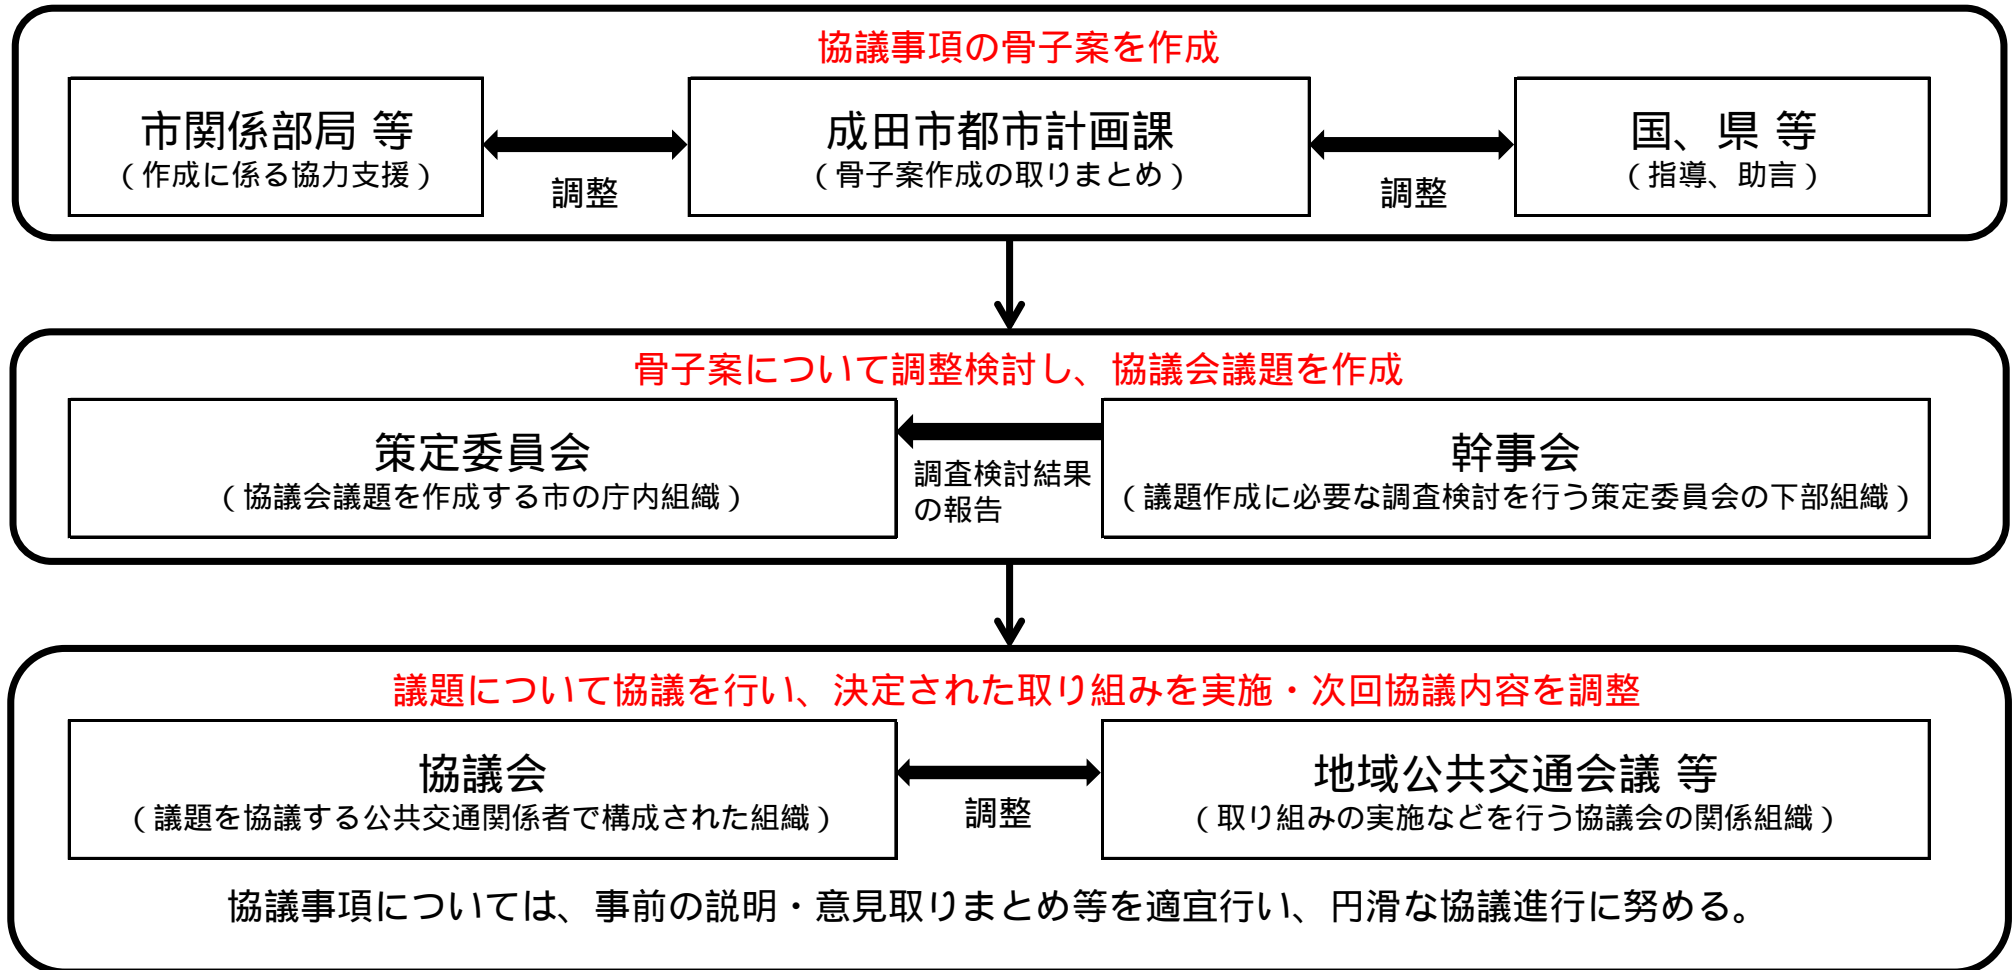 協議事項の骨子案を作成
市関係部局 等
（作成に係る協力支援）
調整
成田市都市計画課
（骨子案作成の取りまとめ）
調整
国、県 等
（指導、助言）
骨子案について調整検討し、協議会議題を作成
策定委員会
（協議会議題を作成する市の庁内組織）
調査検討結果
の報告
幹事会
（議題作成に必要な調査検討を行う策定委員会の下部組織）
議題について協議を行い、決定された取り組みを実施・次回協議内容を調整
協議会
（議題を協議する公共交通関係者で構成された組織）
調整
地域公共交通会議 等
（取り組みの実施などを行う協議会の関係組織）
協議事項については、事前の説明・意見取りまとめ等を適宜行い、円滑な協議進行に努める。